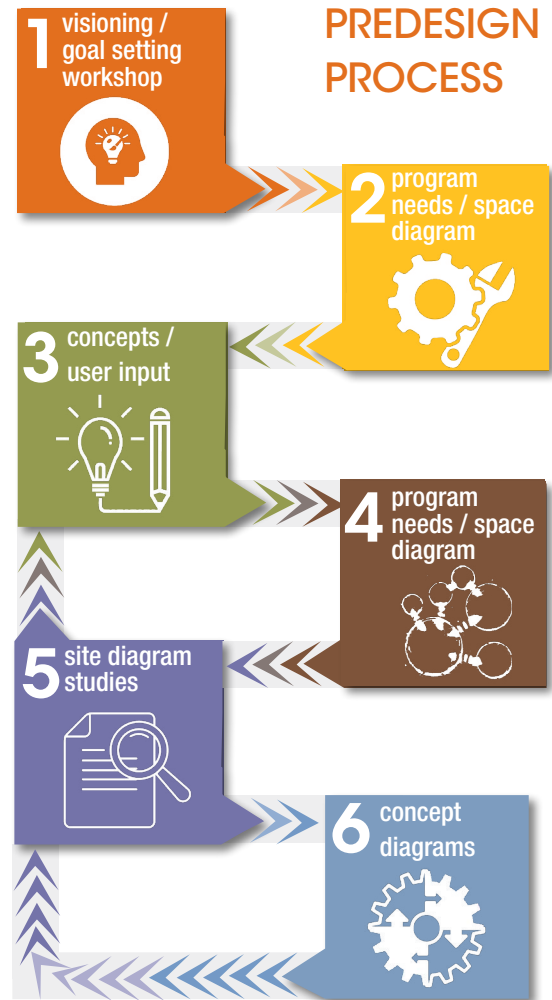 PREDESIGN
PROCESS
1 visioning /
goal setting
workshop
2 program
needs / space
diagram
3 concepts /
user input
4 program
needs / space
diagram
5 site diagram
studies
6 concept
diagrams